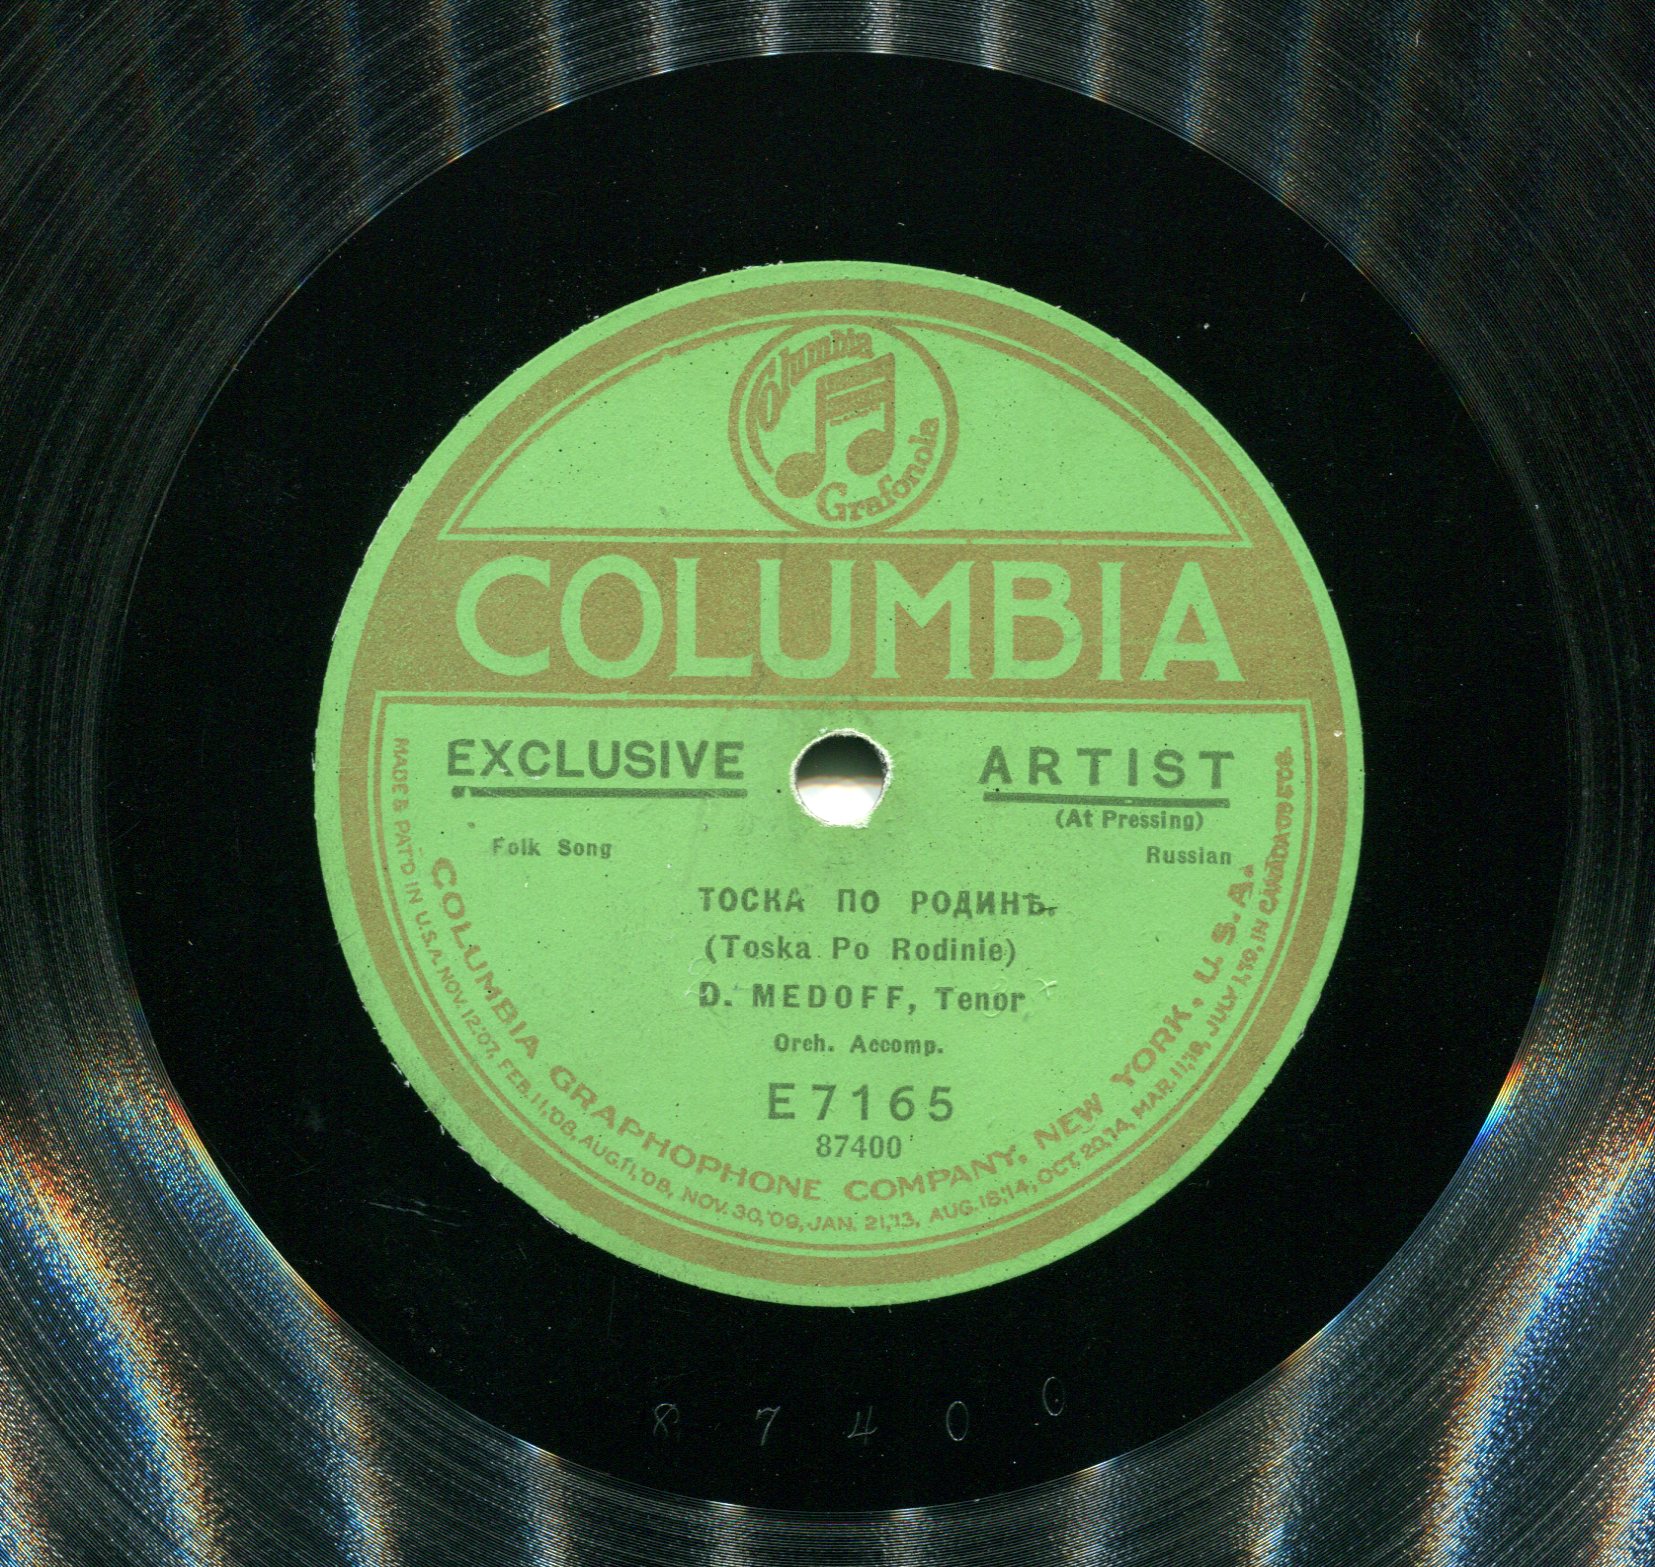 Columbia
Grafonola
COLUMBIA
EXCLUSIVE ARTIST
(At Pressing)
Folk Song Russian
ТОСКА ПО РОДИНѢ.
(Toska Po Rodinie)
D. MEDOFF, Tenor
Orch. Accomp.
E7165
87400
COLUMBIA GRAPHOPHONE COMPANY, NEW YORK, U.S.A.
MADE & PAT'D IN U.S.A. NOV. 12,'07, FEB. 11,'08, AUG. 11,'08, NOV. 30,'09, JAN. 21,'13, AUG. 18,'14, OCT. 20,'14, MAR. 11,'19, JULY 1,'19, IN CANADA
87400